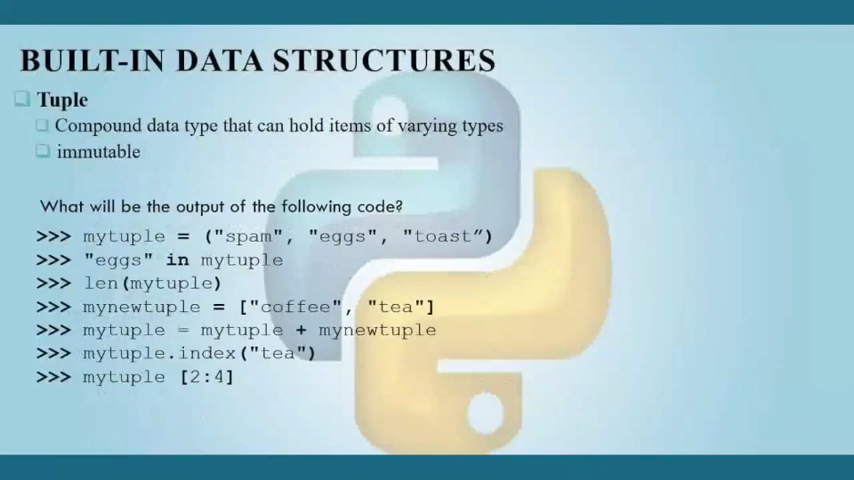 BUILT-IN DATA STRUCTURES
Tuple
Compound data type that can hold items of varying types
immutable
What will be the output of the following code?
>>> mytuple = ("spam", "eggs", "toast”)
>>> "eggs" in mytuple
>>> len(mytuple)
>>> mynewtuple = ["coffee", "tea"]
>>> mytuple = mytuple + mynewtuple
>>> mytuple.index("tea")
>>> mytuple [2:4]